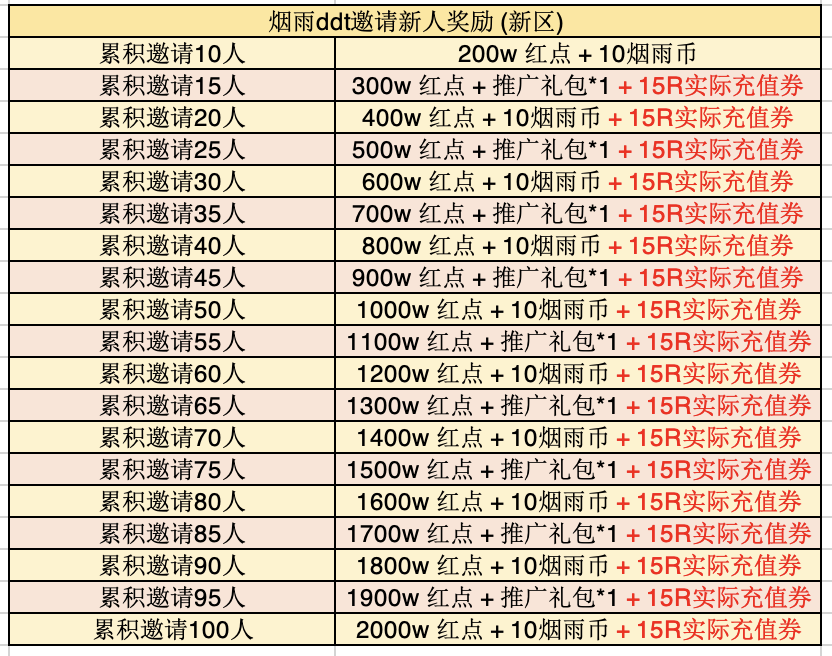 烟雨ddt邀请新人奖励 (新区)
累积邀请10人 200w 红点 + 10烟雨币
累积邀请15人 300w 红点 + 推广礼包*1 + 15R实际充值券
累积邀请20人 400w 红点 + 10烟雨币 + 15R实际充值券
累积邀请25人 500w 红点 + 推广礼包*1 + 15R实际充值券
累积邀请30人 600w 红点 + 10烟雨币 + 15R实际充值券
累积邀请35人 700w 红点 + 推广礼包*1 + 15R实际充值券
累积邀请40人 800w 红点 + 10烟雨币 + 15R实际充值券
累积邀请45人 900w 红点 + 推广礼包*1 + 15R实际充值券
累积邀请50人 1000w 红点 + 10烟雨币 + 15R实际充值券
累积邀请55人 1100w 红点 + 推广礼包*1 + 15R实际充值券
累积邀请60人 1200w 红点 + 10烟雨币 + 15R实际充值券
累积邀请65人 1300w 红点 + 推广礼包*1 + 15R实际充值券
累积邀请70人 1400w 红点 + 10烟雨币 + 15R实际充值券
累积邀请75人 1500w 红点 + 推广礼包*1 + 15R实际充值券
累积邀请80人 1600w 红点 + 10烟雨币 + 15R实际充值券
累积邀请85人 1700w 红点 + 推广礼包*1 + 15R实际充值券
累积邀请90人 1800w 红点 + 10烟雨币 + 15R实际充值券
累积邀请95人 1900w 红点 + 推广礼包*1 + 15R实际充值券
累积邀请100人 2000w 红点 + 10烟雨币 + 15R实际充值券